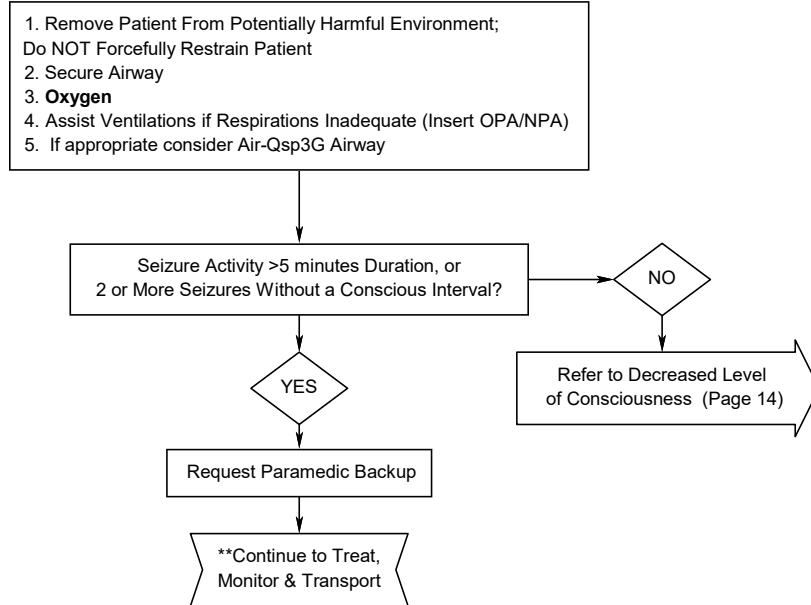 1. Remove Patient From Potentially Harmful Environment;
Do NOT Forcefully Restrain Patient
2. Secure Airway
3. Oxygen
4. Assist Ventilations if Respirations Inadequate (Insert OPA/NPA)
5. If appropriate consider Air-Qsp3G Airway
Seizure Activity >5 minutes Duration, or
2 or More Seizures Without a Conscious Interval?
NO
YES
Refer to Decreased Level
of Consciousness (Page 14)
Request Paramedic Backup
**Continue to Treat,
Monitor & Transport